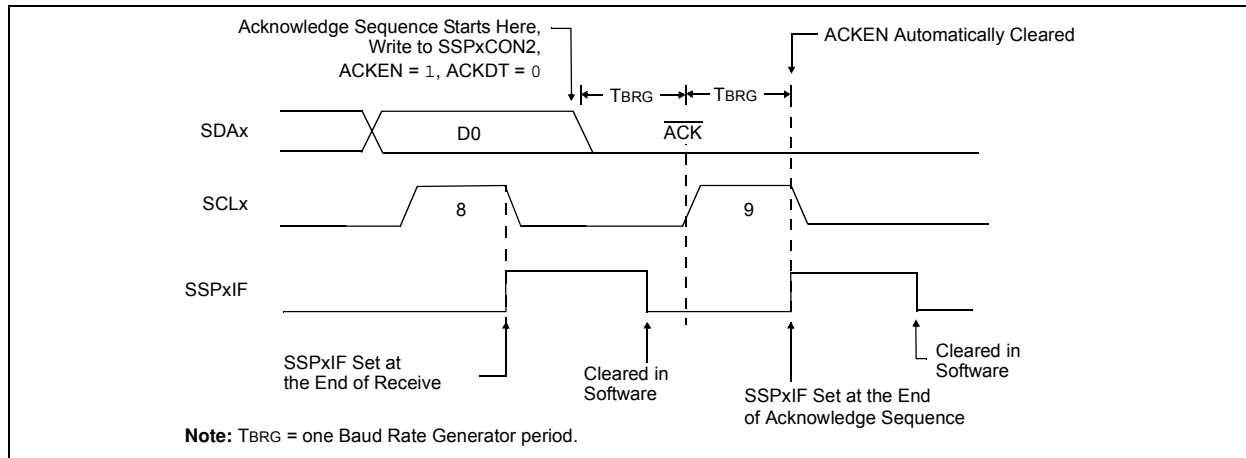 Acknowledge Sequence Starts Here,
Write to SSPxCON2,
ACKEN = 1, ACKDT = 0
ACKEN Automatically Cleared
TBRG
TBRG
SDAx
D0
ACK
SCLx
8
9
SSPxIF
SSPxIF Set at
the End of Receive
Cleared in
Software
SSPxIF Set at the End
of Acknowledge Sequence
Cleared in
Software
Note: TBRG = one Baud Rate Generator period.